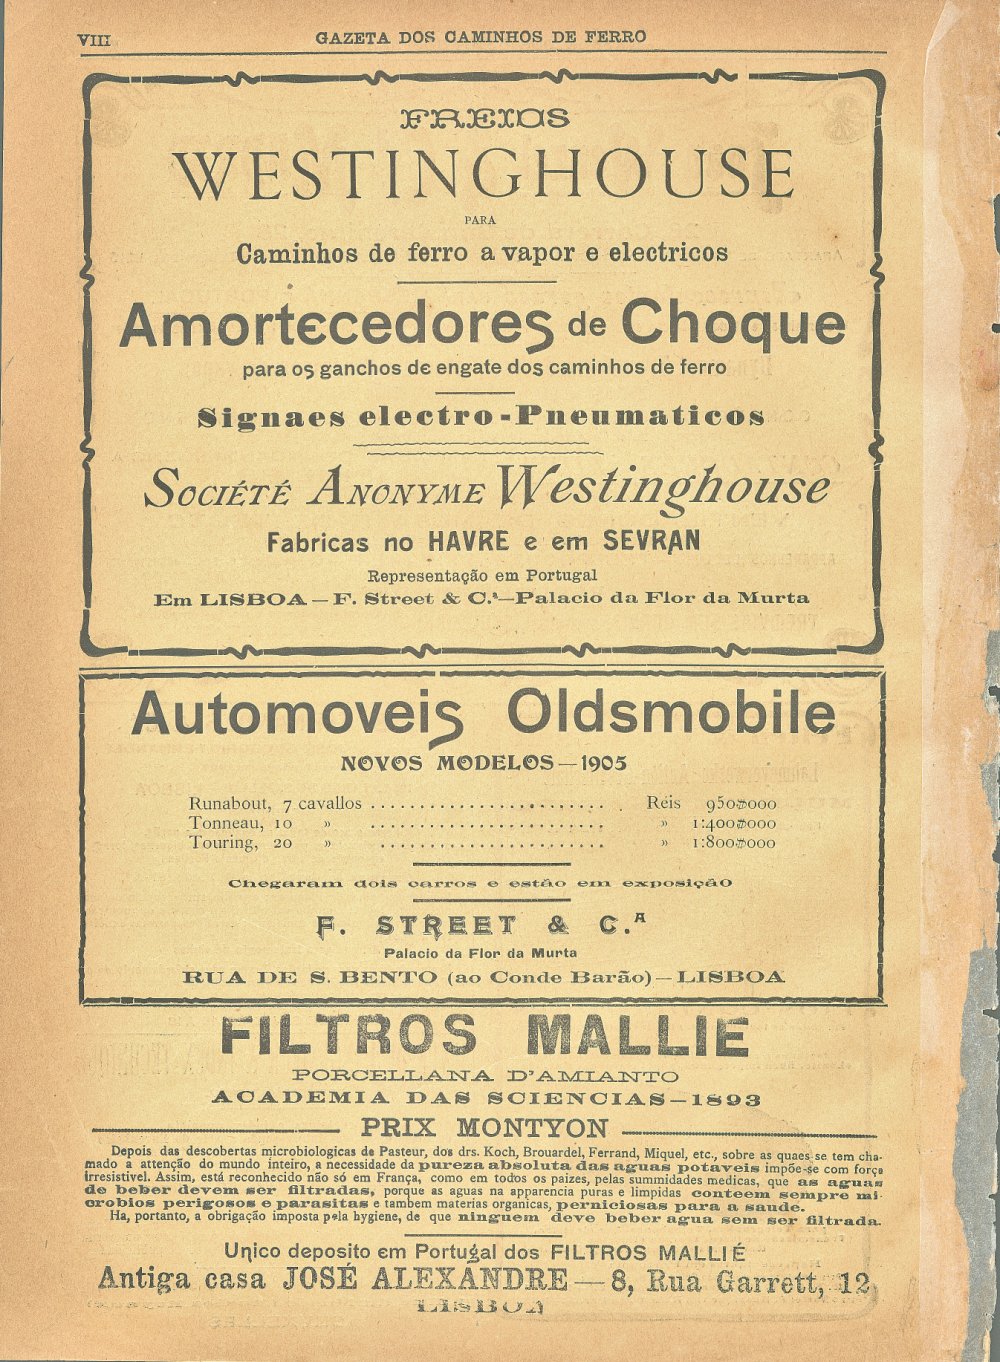 VIII
GAZETA DOS CAMINHOS DE FERRO
FREIOS
WESTINGHOUSE
PARA
Caminhos de ferro a vapor e electricos
Amortecedores de Choque
para os ganchos de engate dos caminhos de ferro
Signaes electro-Pneumaticos
SOCIÉTÉ ANONYME Westinghouse
Fabricas no HAVRE e em SEVRAN
Representação em Portugal
Em LISBOA — F. Street & C.ª—Palacio da Flor da Murta
Automoveis Oldsmobile
NOVOS MODELOS — 1905
Runabout, 7 cavallos ........................ Réis 950$000
Tonneau, 10 » ........................ » 1:400$000
Touring, 20 » ....................... » 1:800$000
Chegaram dois carros e estão em exposição
F. STREET & C.ª
Palacio da Flor da Murta
RUA DE S. BENTO (ao Conde Barão) — LISBOA
FILTROS MALLIE
PORCELLANA D'AMIANTO
ACADEMIA DAS SCIENCIAS—1893
PRIX MONTYON
Depois das descobertas microbiologicas de Pasteur, dos drs. Koch, Brouardel, Ferrand, Miquel, etc., sobre as quaes se tem cha-
mado a attenção do mundo inteiro, a necessidade da pureza absoluta das aguas potaveis impõe-se com força
irresistivel. Assim, está reconhecido não só em França, como em todos os paizes, pelas summidades medicas, que as aguas
de beber devem ser filtradas, porque as aguas na apparencia puras e limpidas conteem sempre mi-
crobios perigosos e parasitas e tambem materias organicas, perniciosas para a saude.
Ha, portanto, a obrigação imposta pela hygiene, de que ninguem deve beber agua sem ser filtrada.
Unico deposito em Portugal dos FILTROS MALLIÉ
Antiga casa JOSÉ ALEXANDRE — 8, Rua Garrett, 12
LISBOA